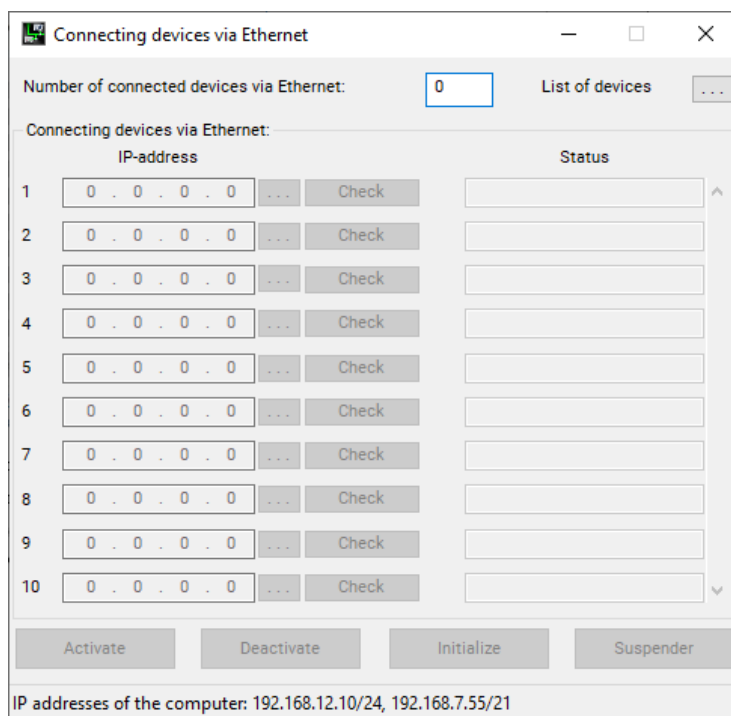 Connecting devices via Ethernet
Number of connected devices via Ethernet: 0 List of devices ...
Connecting devices via Ethernet:
IP-address Status
1 0 . 0 . 0 . 0 ... Check
2 0 . 0 . 0 . 0 ... Check
3 0 . 0 . 0 . 0 ... Check
4 0 . 0 . 0 . 0 ... Check
5 0 . 0 . 0 . 0 ... Check
6 0 . 0 . 0 . 0 ... Check
7 0 . 0 . 0 . 0 ... Check
8 0 . 0 . 0 . 0 ... Check
9 0 . 0 . 0 . 0 ... Check
10 0 . 0 . 0 . 0 ... Check
Activate Deactivate Initialize Suspender
IP addresses of the computer: 192.168.12.10/24, 192.168.7.55/21